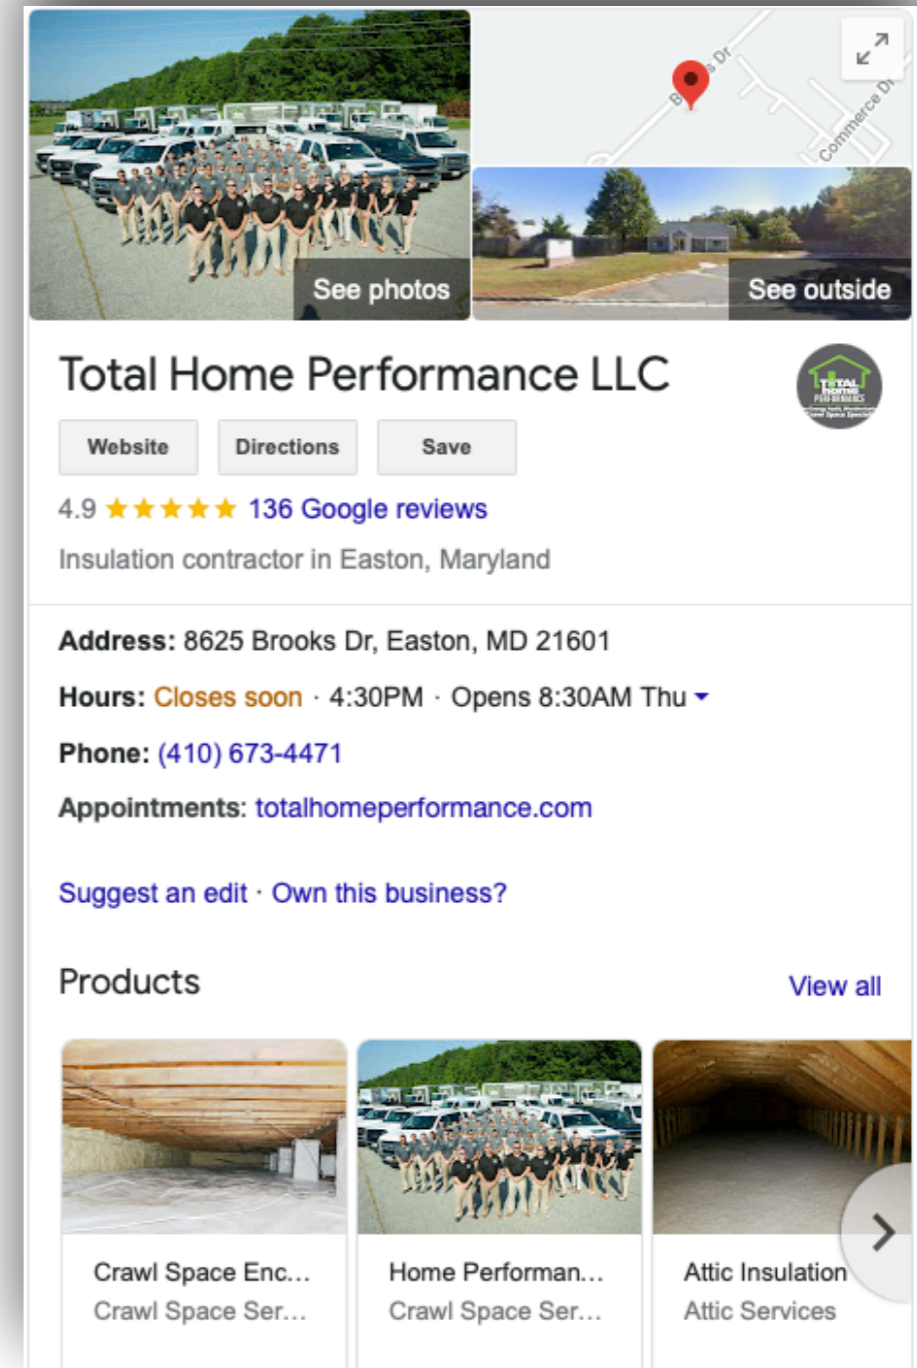 Commerce Dr
See photos
See outside
Total Home Performance LLC
TOTAL
home
PERFORMANCE
Website
Directions
Save
4.9 ★★★★★ 136 Google reviews
Insulation contractor in Easton, Maryland
Address: 8625 Brooks Dr, Easton, MD 21601
Hours: Closes soon · 4:30PM · Opens 8:30AM Thu
Phone: (410) 673-4471
Appointments: totalhomeperformance.com
Suggest an edit · Own this business?
Products
View all
Crawl Space Enc...
Crawl Space Ser...
Home Performan...
Crawl Space Ser...
Attic Insulation
Attic Services